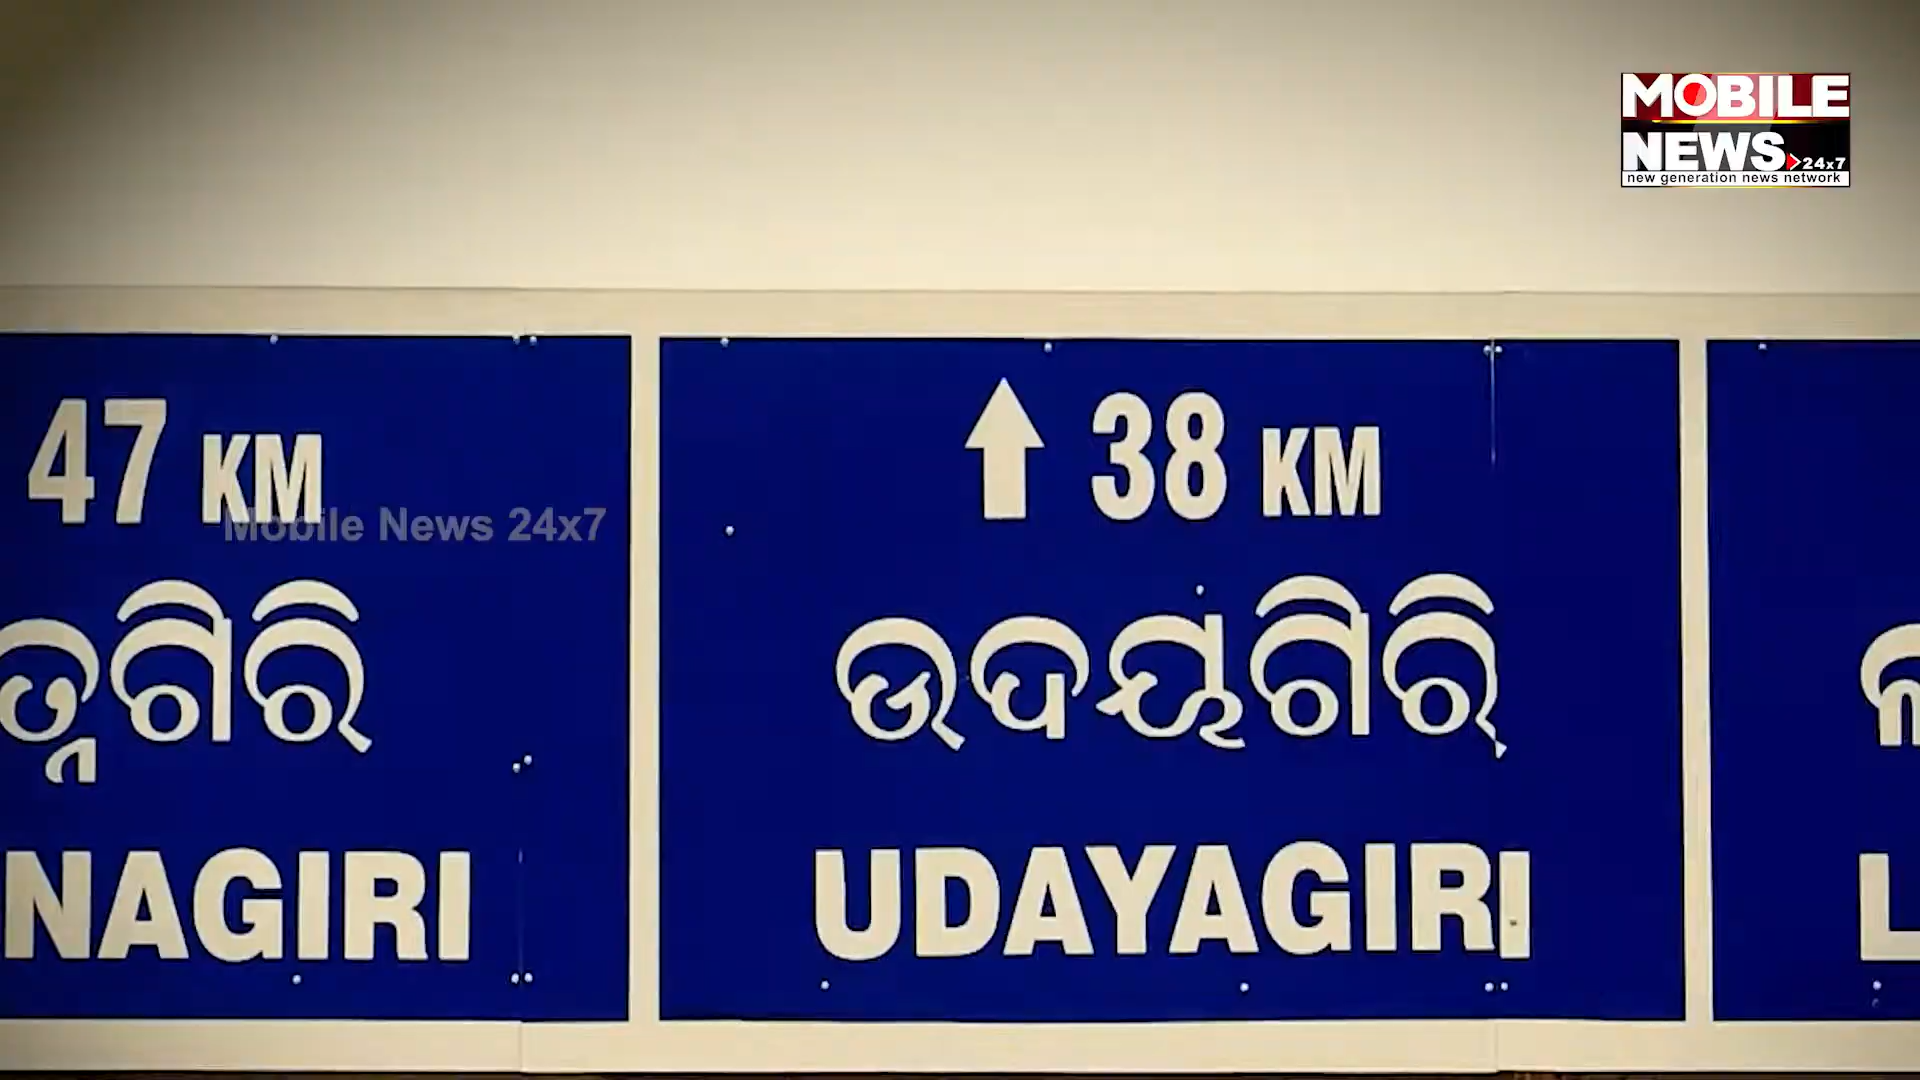 MOBILE
NEWS 24x7
new generation news network
47 KM
NAGIRI
Mobile News 24x7
38 KM
ଉଦୟଗିରି
UDAYAGIRI